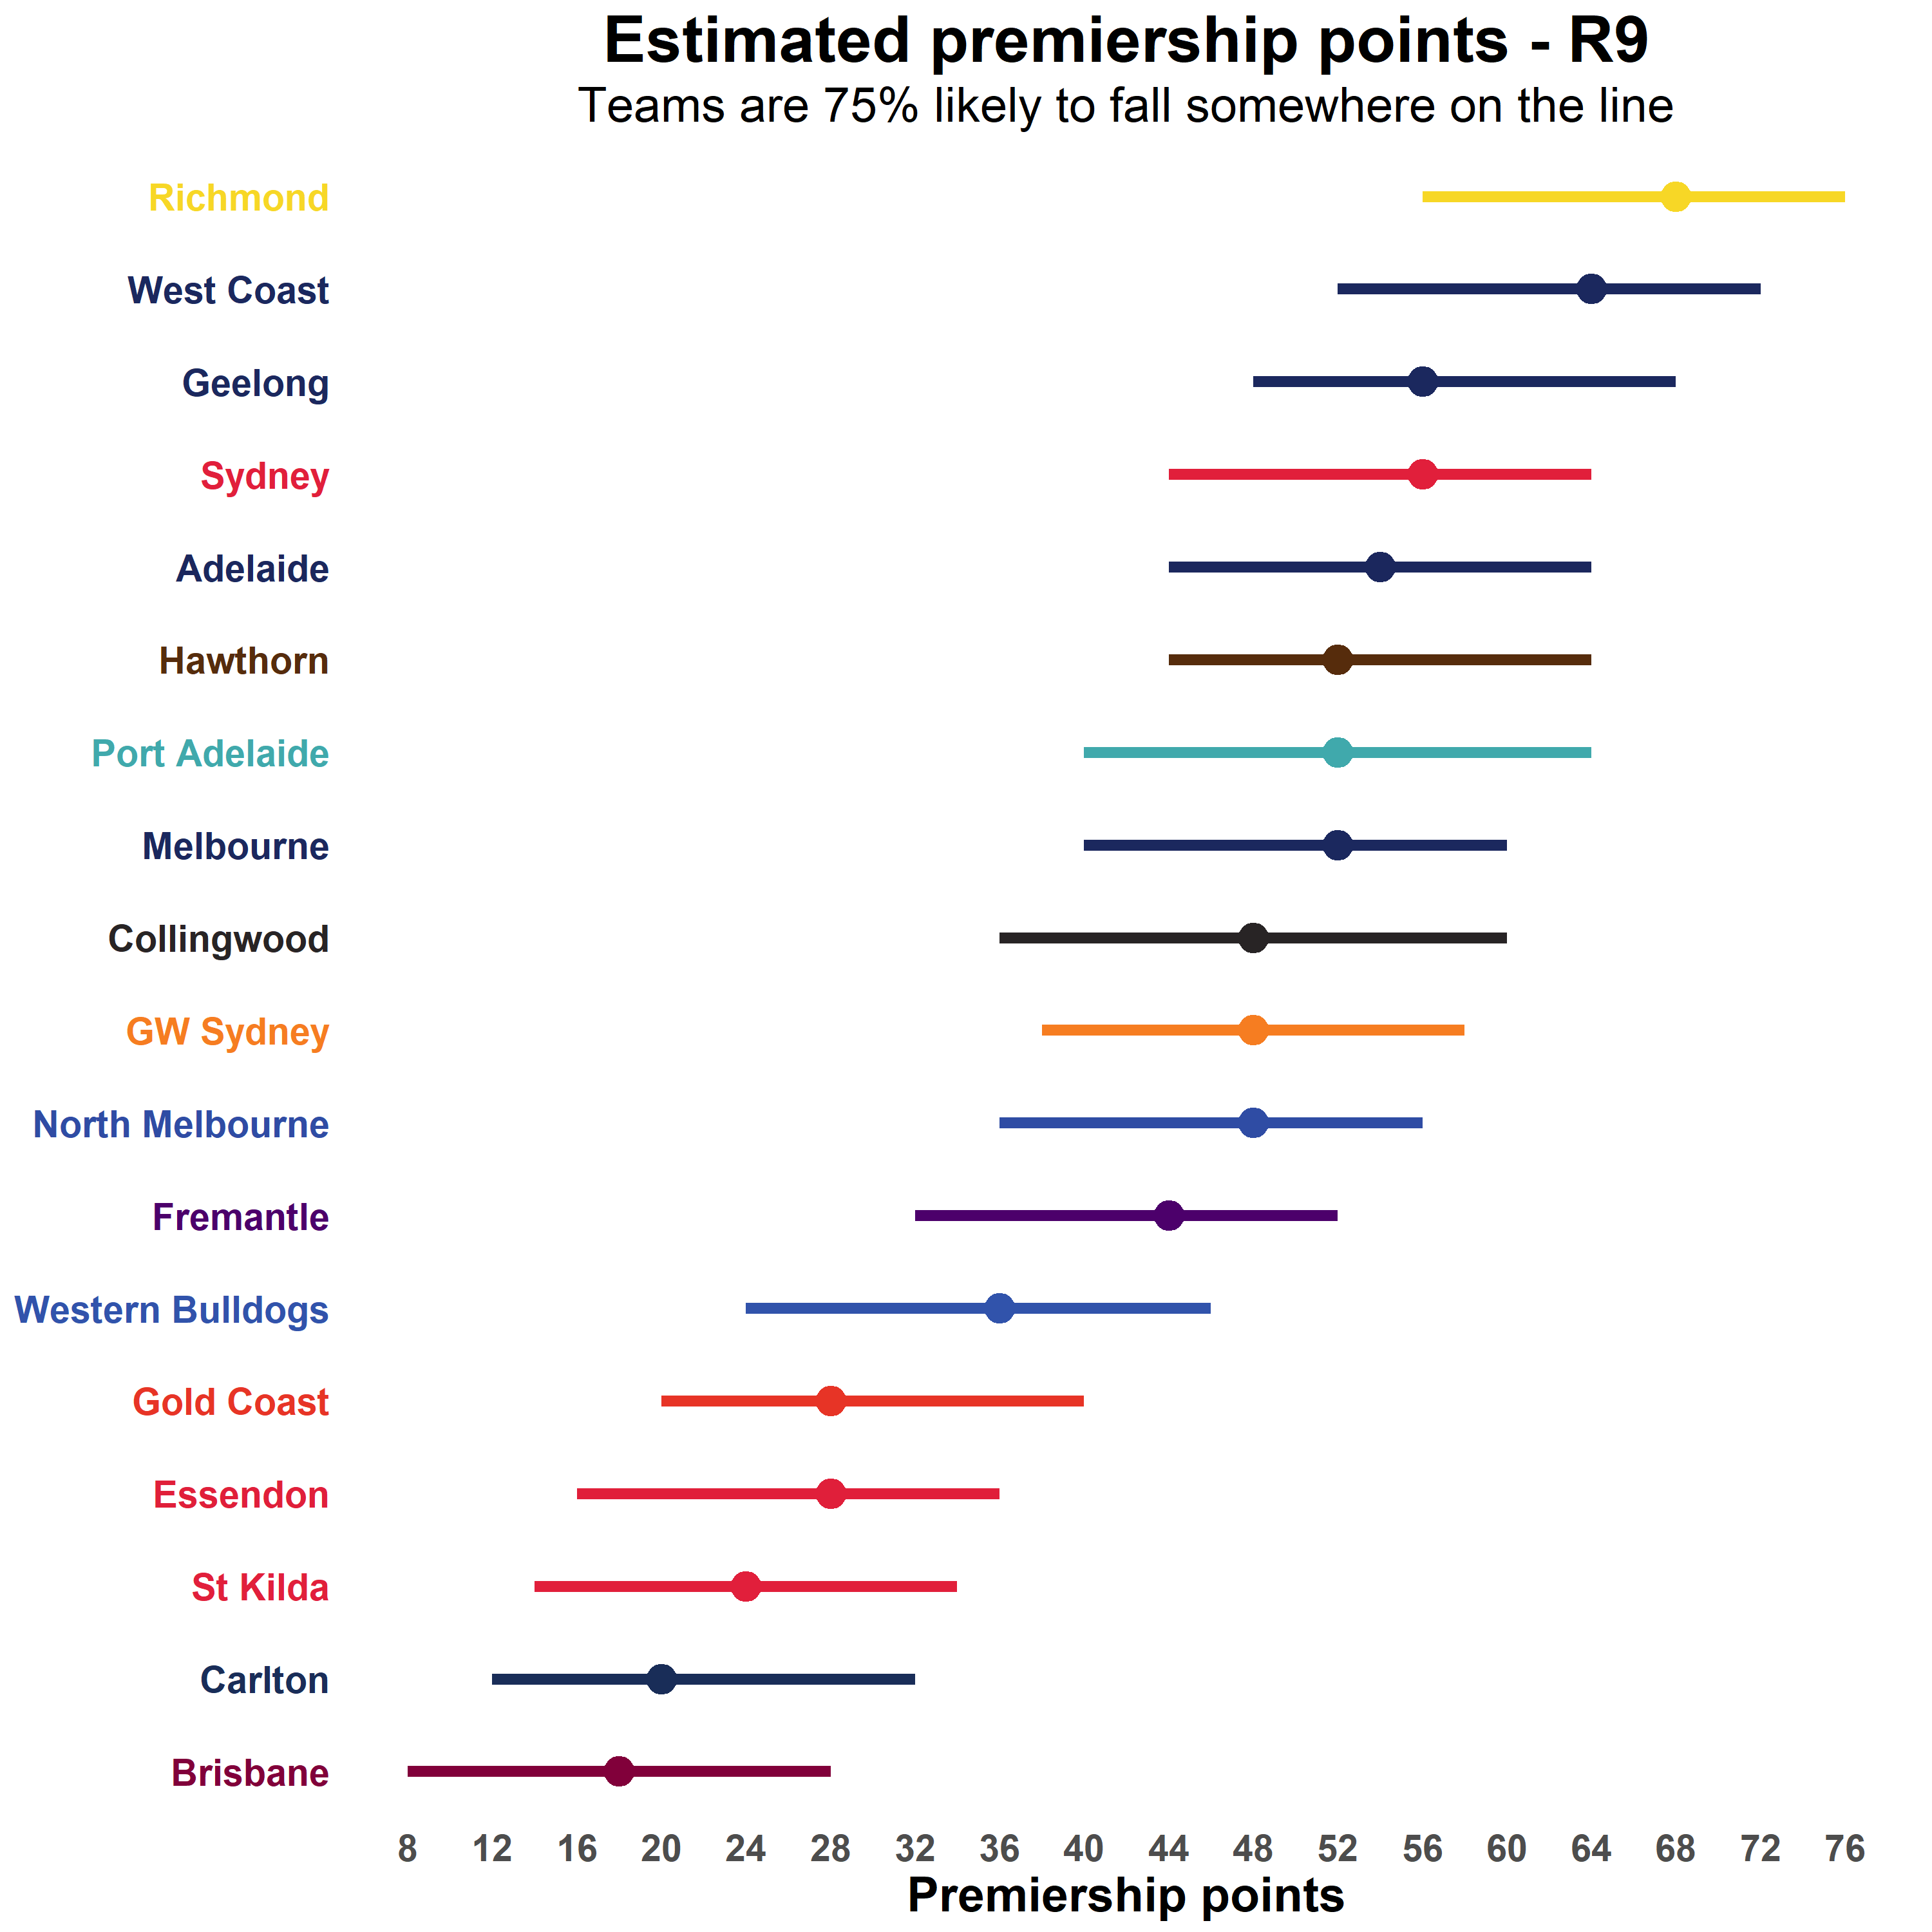 Estimated premiership points - R9
Teams are 75% likely to fall somewhere on the line
Richmond
West Coast
Geelong
Sydney
Adelaide
Hawthorn
Port Adelaide
Melbourne
Collingwood
GW Sydney
North Melbourne
Fremantle
Western Bulldogs
Gold Coast
Essendon
St Kilda
Carlton
Brisbane
8 12 16 20 24 28 32 36 40 44 48 52 56 60 64 68 72 76
Premiership points